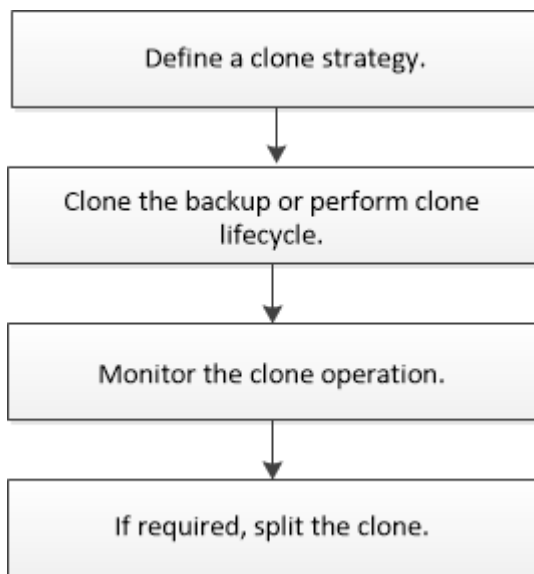 Define a clone strategy.
Clone the backup or perform clone
lifecycle.
Monitor the clone operation.
If required, split the clone.